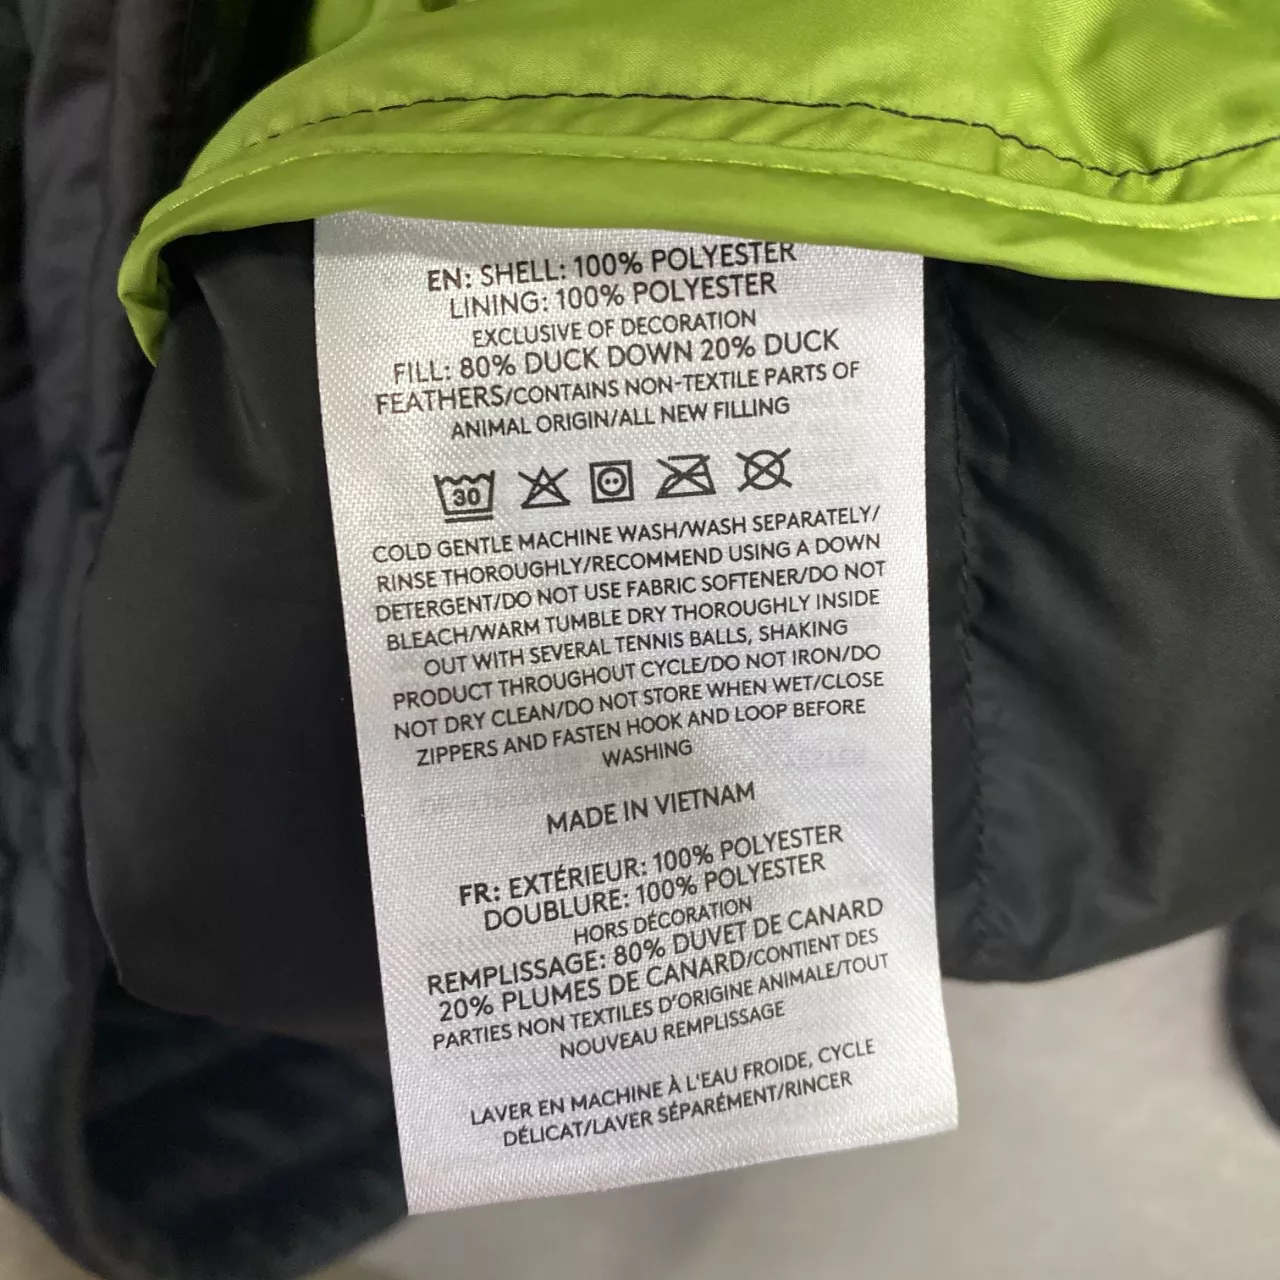 EN: SHELL: 100% POLYESTER
LINING: 100% POLYESTER
EXCLUSIVE OF DECORATION
FILL: 80% DUCK DOWN 20% DUCK
FEATHERS/CONTAINS NON-TEXTILE PARTS OF
ANIMAL ORIGIN/ALL NEW FILLING
30
COLD GENTLE MACHINE WASH/WASH SEPARATELY/
RINSE THOROUGHLY/RECOMMEND USING A DOWN
DETERGENT/DO NOT USE FABRIC SOFTENER/DO NOT
BLEACH/WARM TUMBLE DRY THOROUGHLY INSIDE
OUT WITH SEVERAL TENNIS BALLS, SHAKING
PRODUCT THROUGHOUT CYCLE/DO NOT IRON/DO
NOT DRY CLEAN/DO NOT STORE WHEN WET/CLOSE
ZIPPERS AND FASTEN HOOK AND LOOP BEFORE
WASHING
MADE IN VIETNAM
FR: EXTÉRIEUR: 100% POLYESTER
DOUBLURE: 100% POLYESTER
HORS DÉCORATION
REMPLISSAGE: 80% DUVET DE CANARD
20% PLUMES DE CANARD/CONTIENT DES
PARTIES NON TEXTILES D'ORIGINE ANIMALE/TOUT
NOUVEAU REMPLISSAGE
LAVER EN MACHINE À L'EAU FROIDE, CYCLE
DÉLICAT/LAVER SÉPARÉMENT/RINCER